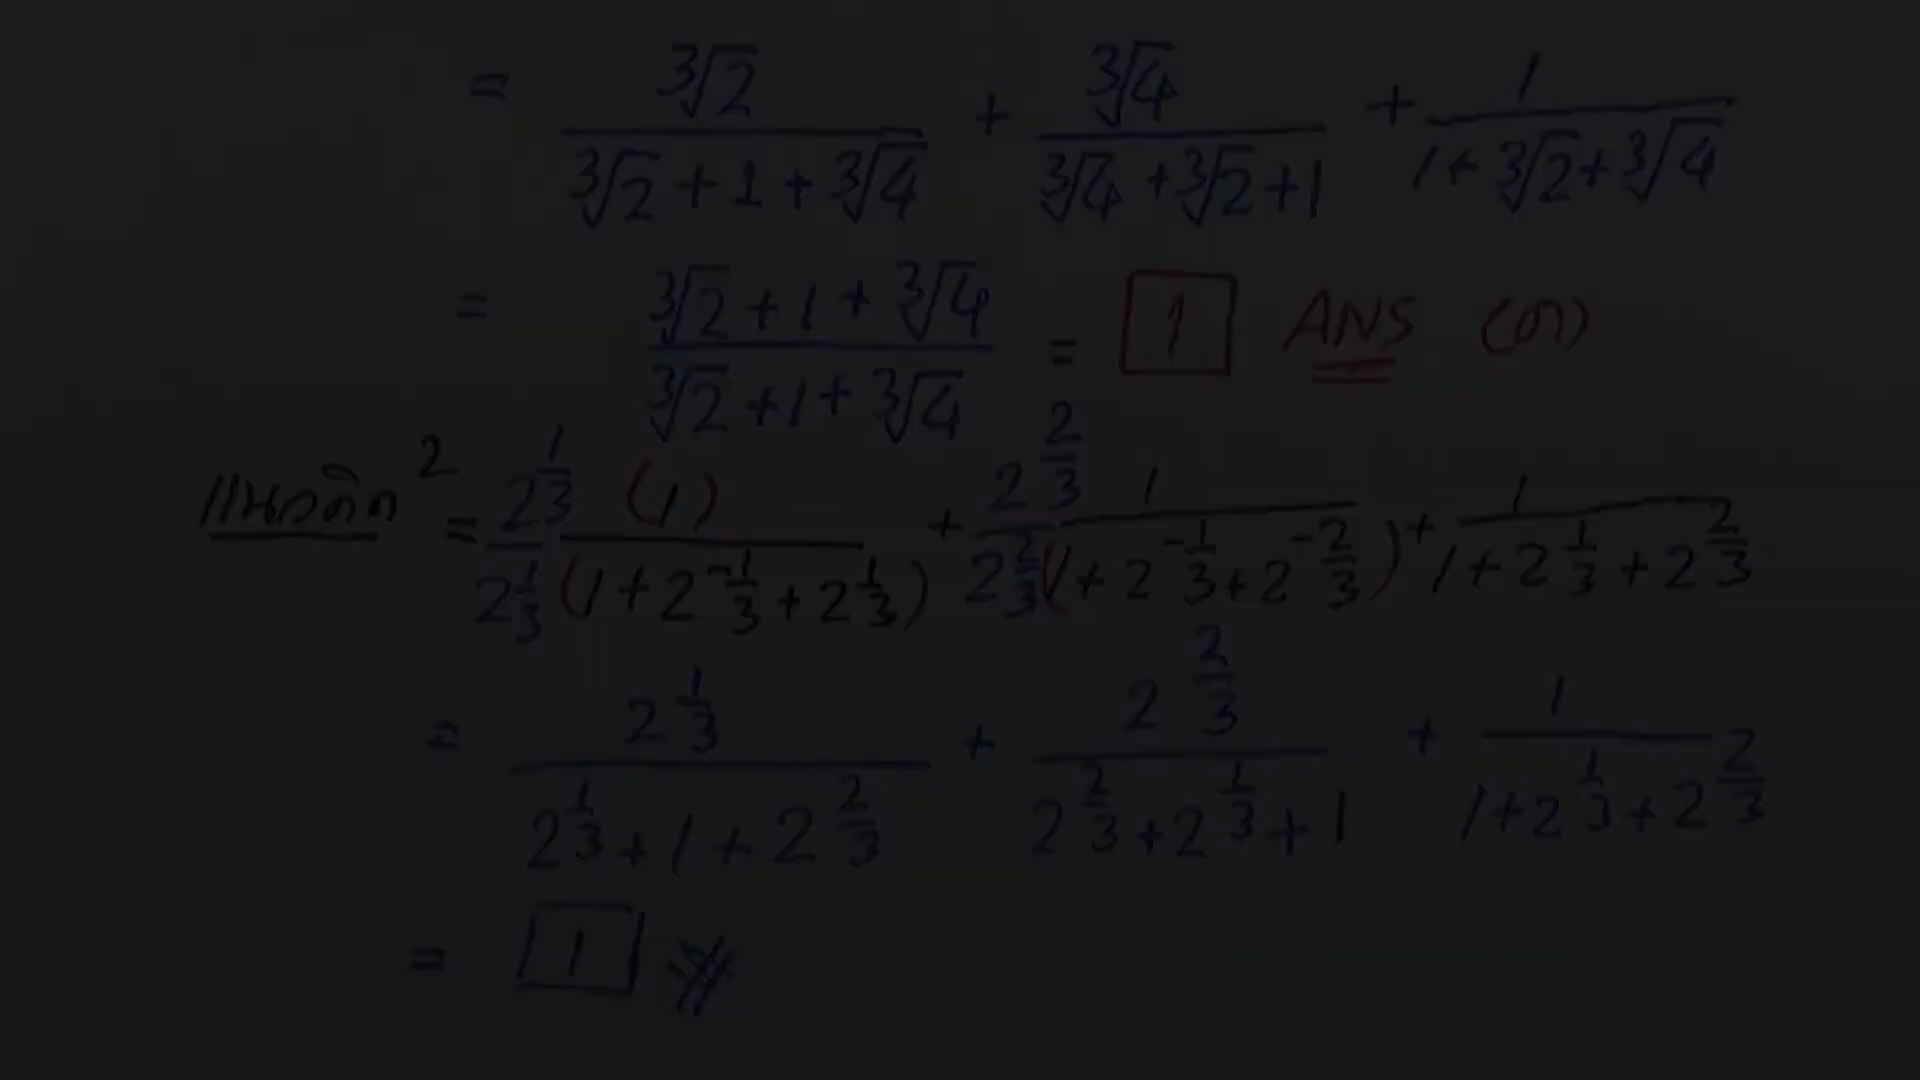 = ∛2/(∛2 + 1 + ∛4) + ∛4/(∛4 + ∛2 + 1) + 1/(1 + ∛2 + ∛4)
= (∛2 + 1 + ∛4)/(∛2 + 1 + ∛4) = 1 ANS (ก)
แนวคิด 2 = 2^(1/3) (1)/(2^(1/3) (1 + 2^(-1/3) + 2^(1/3))) + 2^(2/3) 1/(2^(2/3) (1 + 2^(-1/3) + 2^(-2/3))) + 1/(1 + 2^(1/3) + 2^(2/3))
= 2^(1/3)/(2^(1/3) + 1 + 2^(2/3)) + 2^(2/3)/(2^(2/3) + 2^(1/3) + 1) + 1/(1 + 2^(1/3) + 2^(2/3))
= 1